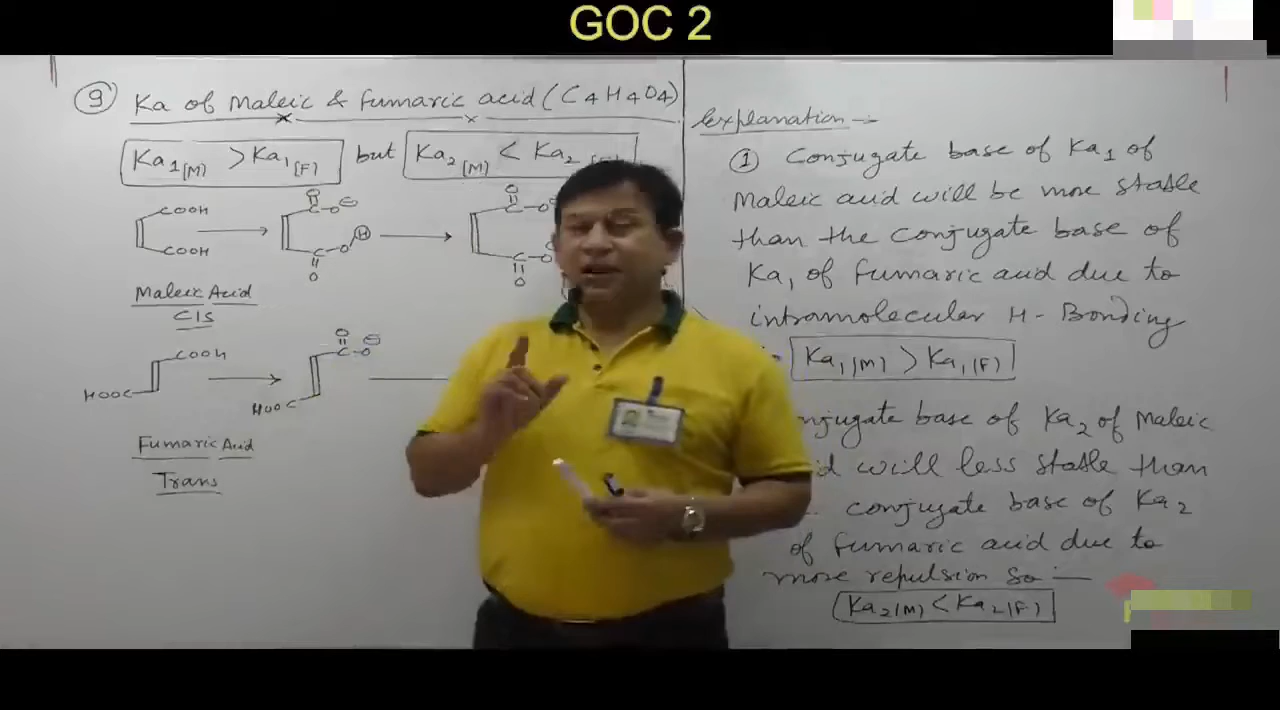 GOC 2
9 Ka of Maleic & fumaric acid (C4H4O4)
Ka1(M) > Ka1(F) but Ka2(M) < Ka2
COOH
COOH
C O ⊖
O
C O H
O
C O
O
C
O
Maleic Acid
Cis
COOH
HOOC
O
C O ⊖
HOOC
Fumaric Acid
Trans
Explanation :-
1 Conjugate base of Ka1 of
Maleic acid will be more stable
than the conjugate base of
Ka1 of fumaric acid due to
intramolecular H-Bonding
Ka1(M) > Ka1(F)
njugate base of Ka2 of Maleic
id will less stable than
conjugate base of Ka2
of fumaric acid due to
more repulsion so :-
Ka2(M) < Ka2(F)